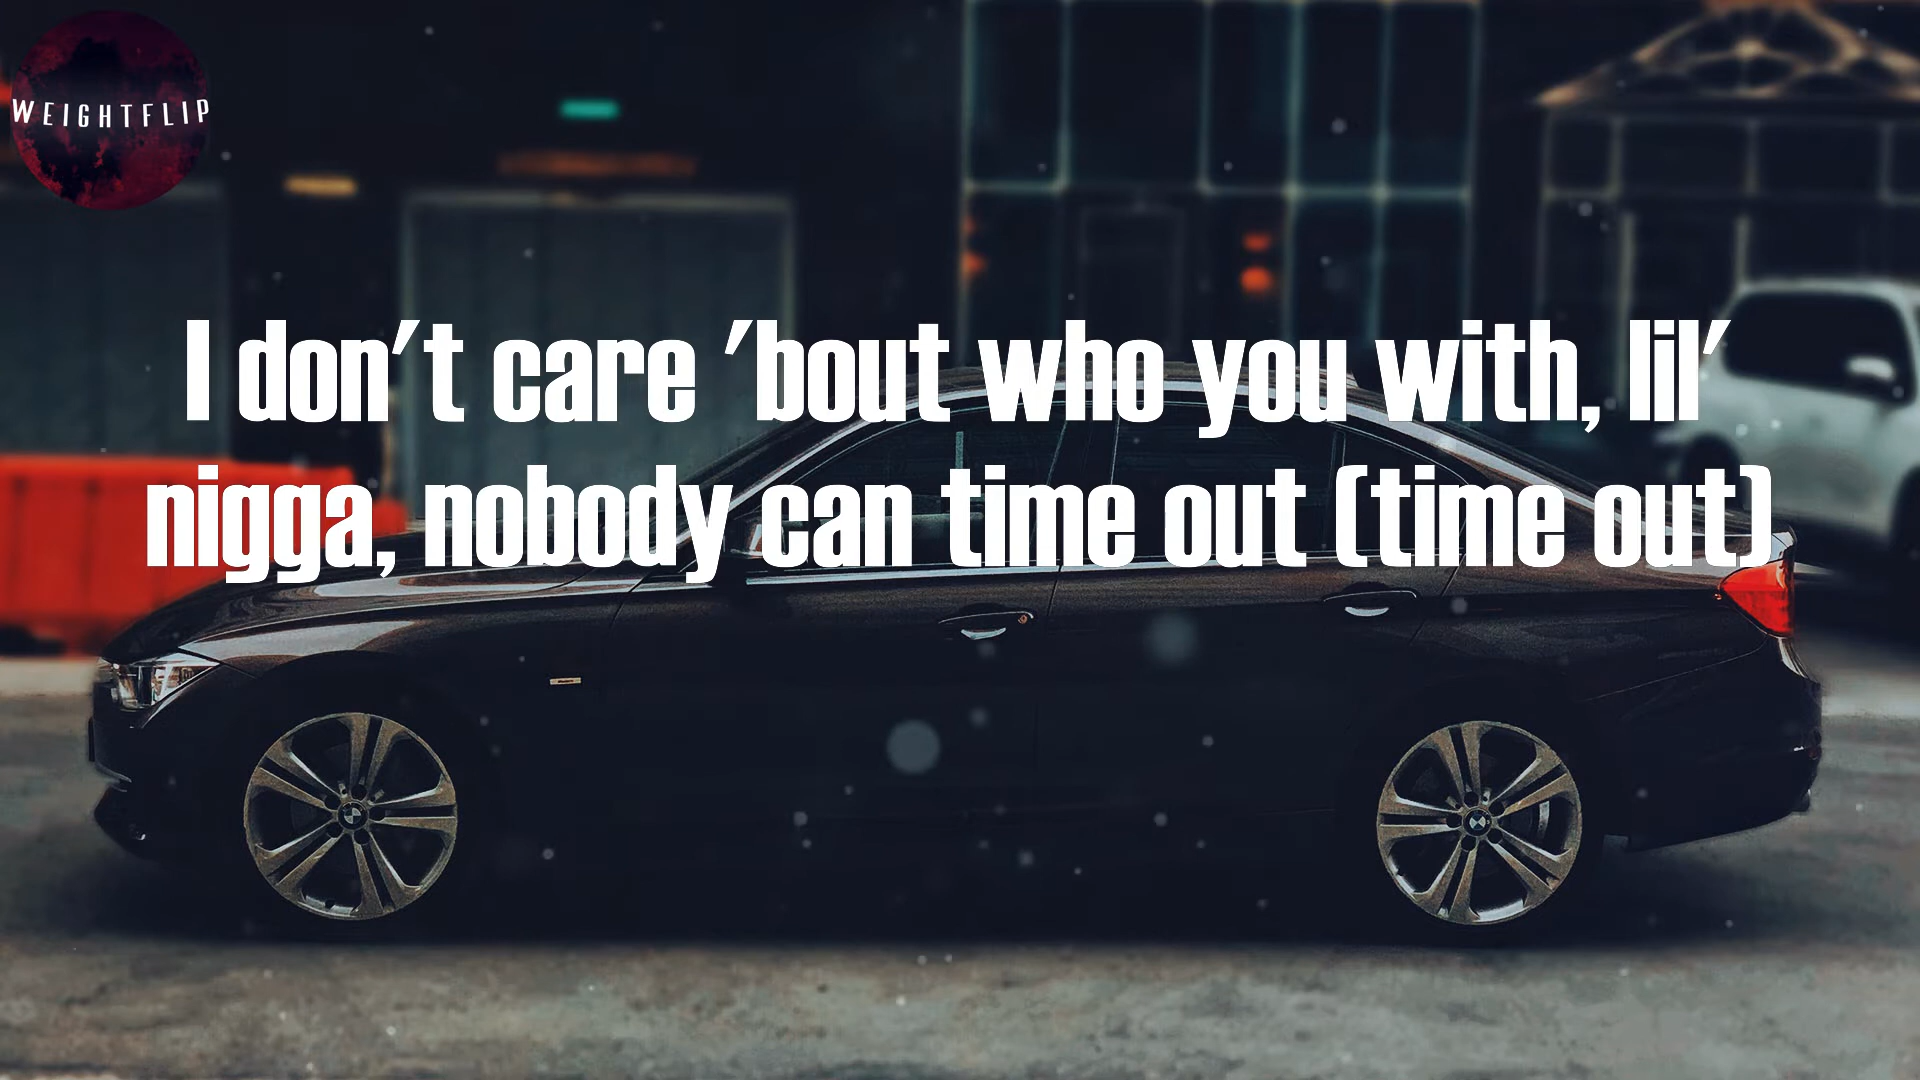 WEIGHTFLIP
I don't care 'bout who you with, lil'
nigga, nobody can time out (time out)